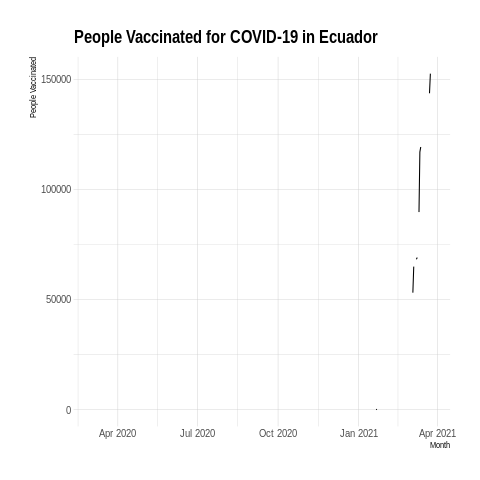 People Vaccinated for COVID-19 in Ecuador
People Vaccinated
150000
100000
50000
0
Apr 2020 Jul 2020 Oct 2020 Jan 2021 Apr 2021
Month